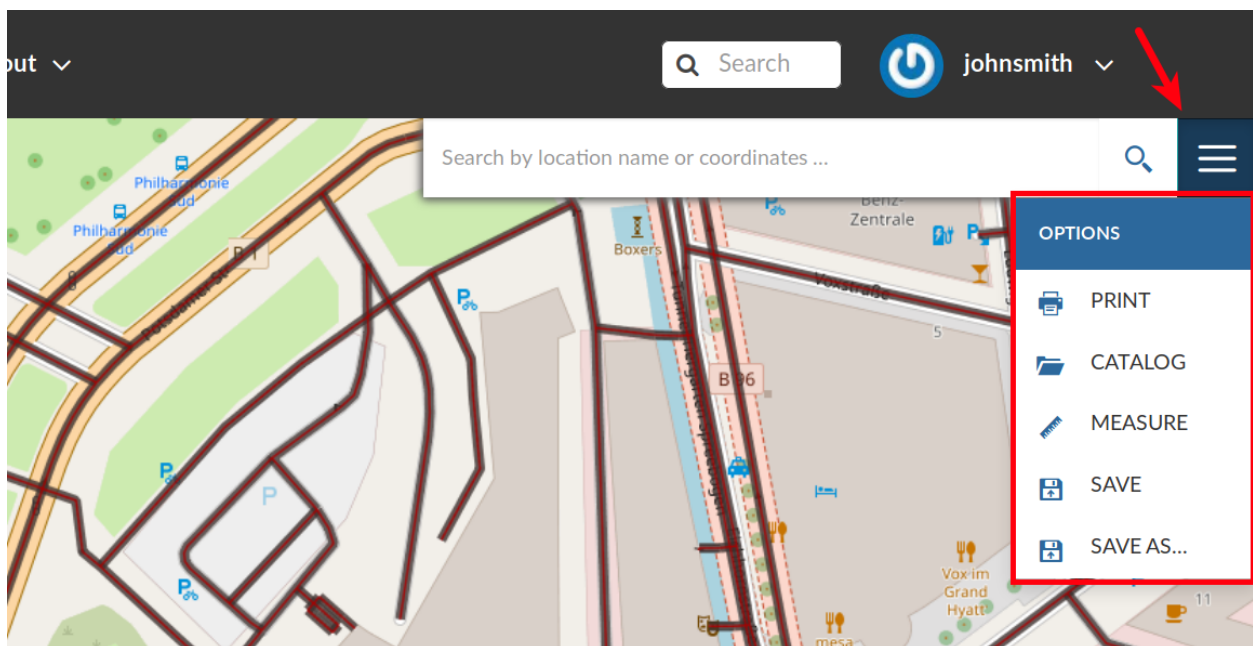 out
Search
johnsmith
Search by location name or coordinates ...
OPTIONS
PRINT
CATALOG
MEASURE
SAVE
SAVE AS...
Philharmonie
Süd
Philharmonie
Süd
B 1
Potsdamer St
Boxers
Benz-
Zentrale
P
Voxstraße
5
B 96
P
P
P
P
Vox im
Grand
Hyatt
11
mesa